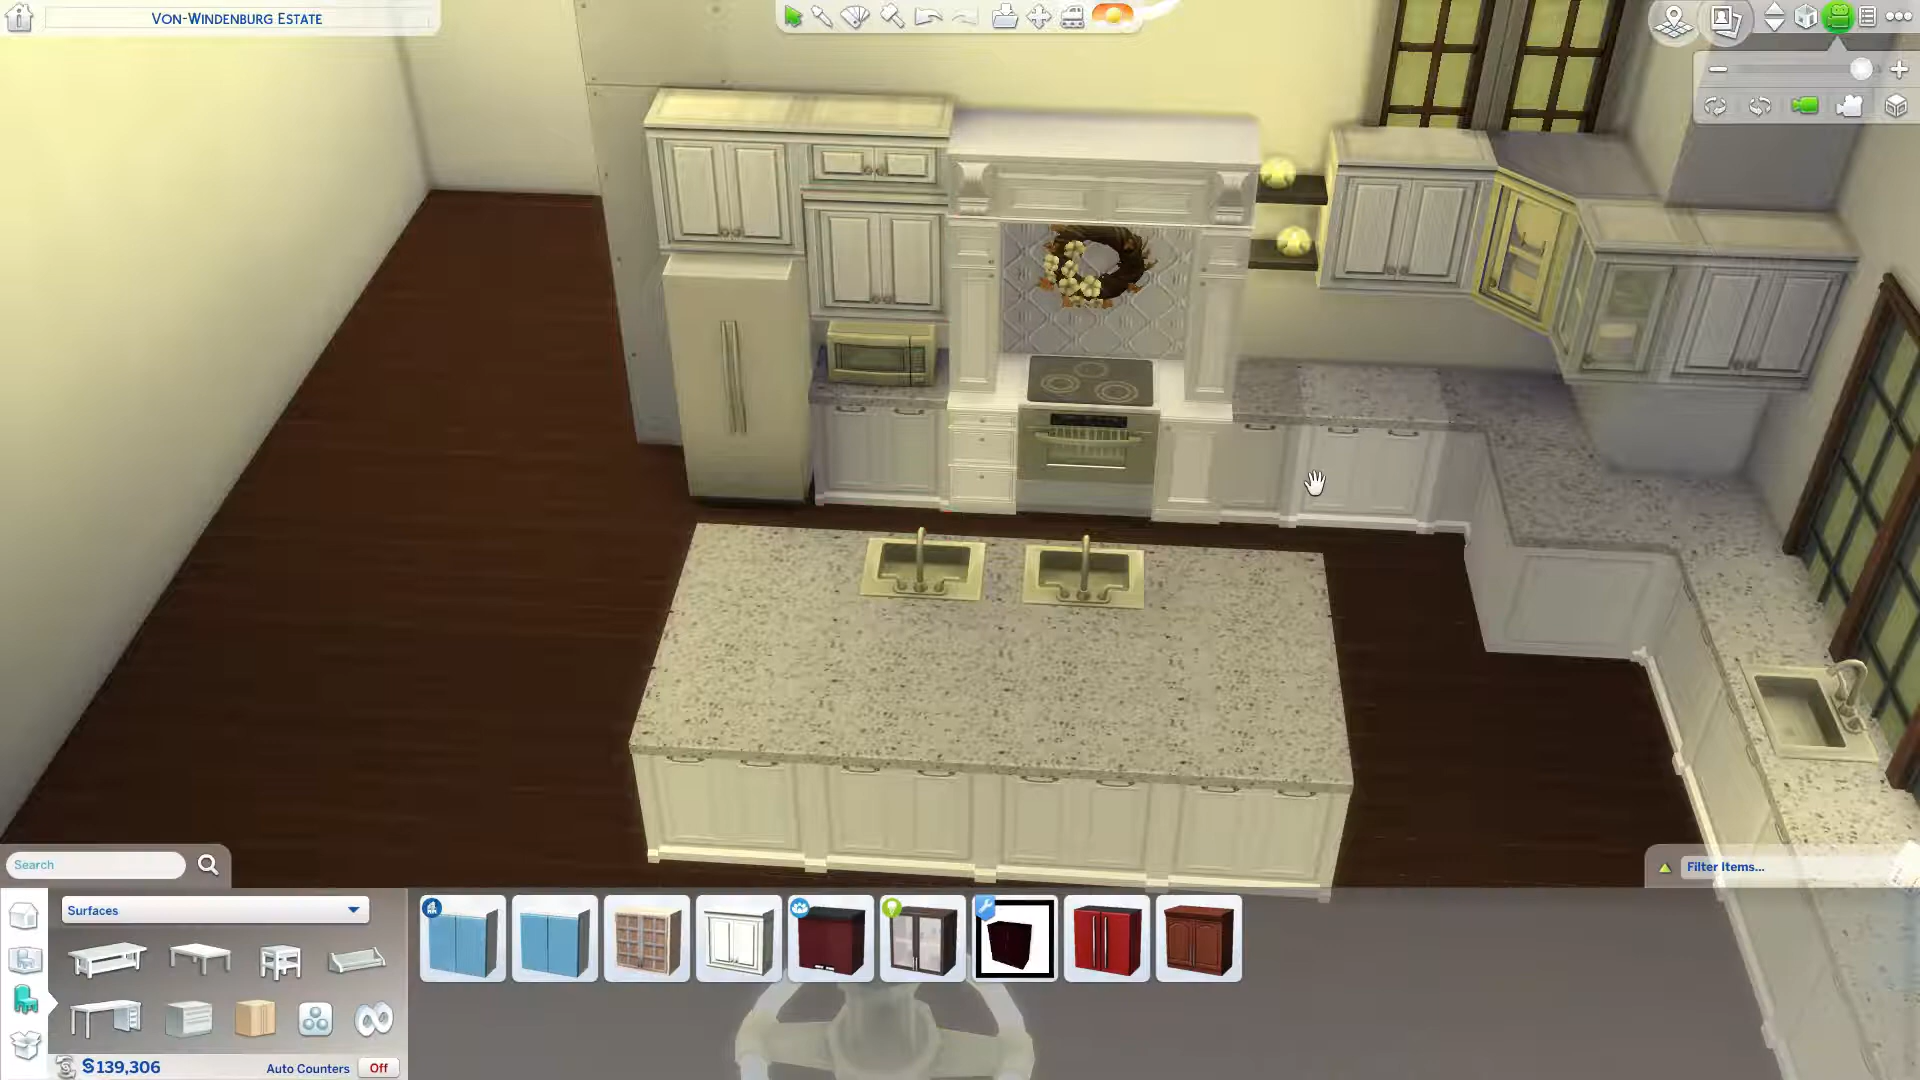 Von-Windenburg Estate
Search
Filter Items...
Surfaces
§139,306
Auto Counters
Off